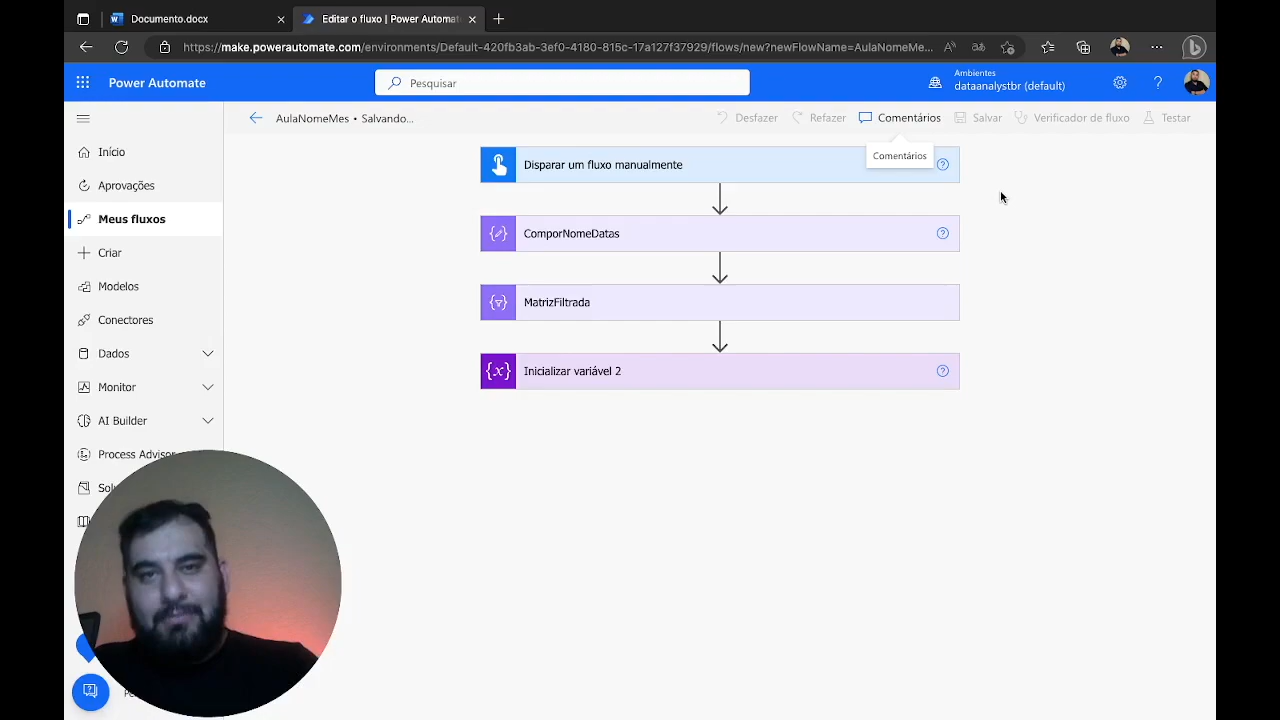 Documento.docx
Editar o fluxo | Power Automat
https://make.powerautomate.com/environments/Default-420fb3ab-3ef0-4180-815c-17a127f37929/flows/new?newFlowName=AulaNomeMe...
Power Automate
Pesquisar
Ambientes
dataanalystbr (default)
AulaNomeMes • Salvando...
Desfazer
Refazer
Comentários
Salvar
Verificador de fluxo
Testar
Comentários
Início
Aprovações
Meus fluxos
Criar
Modelos
Conectores
Dados
Monitor
AI Builder
Process Advisor
Sol
Disparar um fluxo manualmente
ComporNomeDatas
MatrizFiltrada
Inicializar variável 2